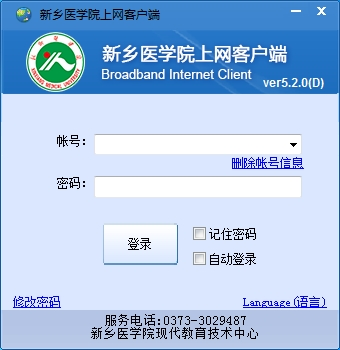 新乡医学院上网客户端
新乡医学院上网客户端
Broadband Internet Client
ver5.2.0(D)
帐号:
删除帐号信息
密码:
登录
记住密码
自动登录
修改密码
Language(语言)
服务电话:0373-3029487
新乡医学院现代教育技术中心